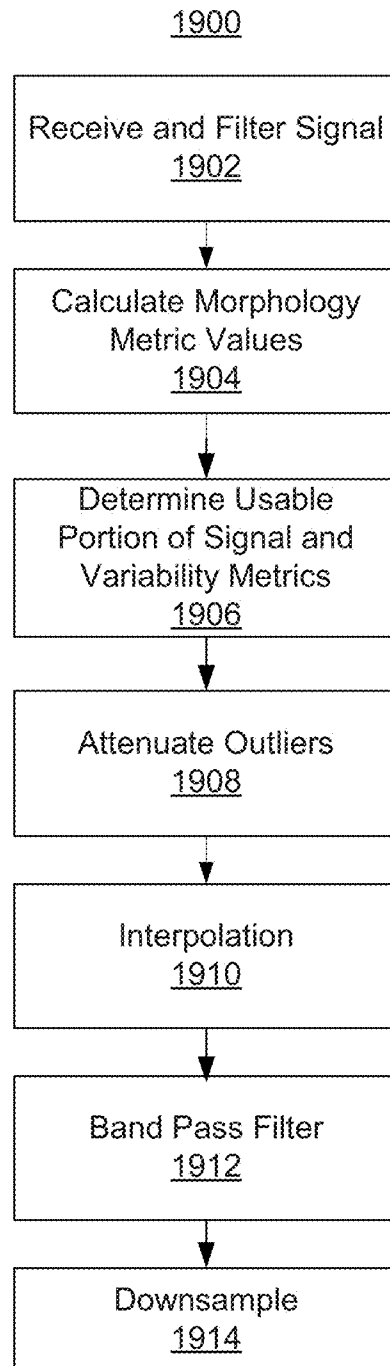 1900
Receive and Filter Signal
1902
Calculate Morphology
Metric Values
1904
Determine Usable
Portion of Signal and
Variability Metrics
1906
Attenuate Outliers
1908
Interpolation
1910
Band Pass Filter
1912
Downsample
1914